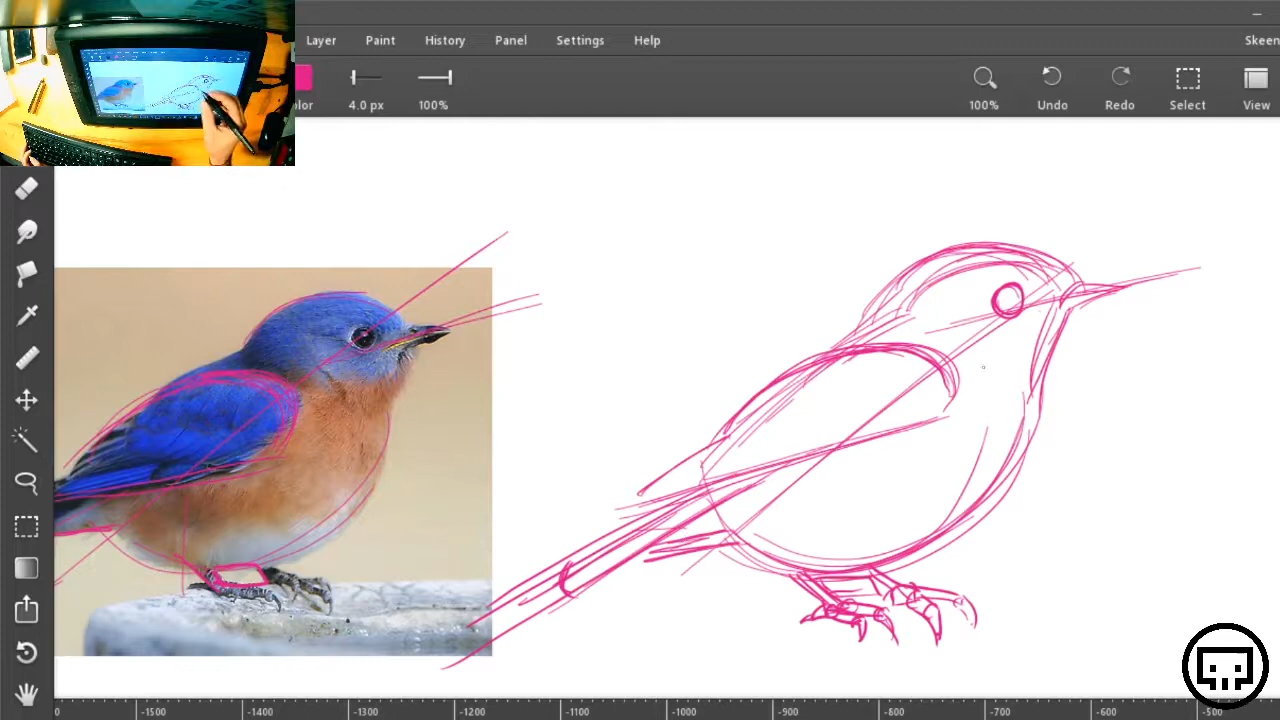 Layer Paint History Panel Settings Help Skeen
olor 4.0 px 100% 100% Undo Redo Select View
0 -1500 -1400 -1300 -1200 -1100 -1000 -900 -800 -700 -600 -500